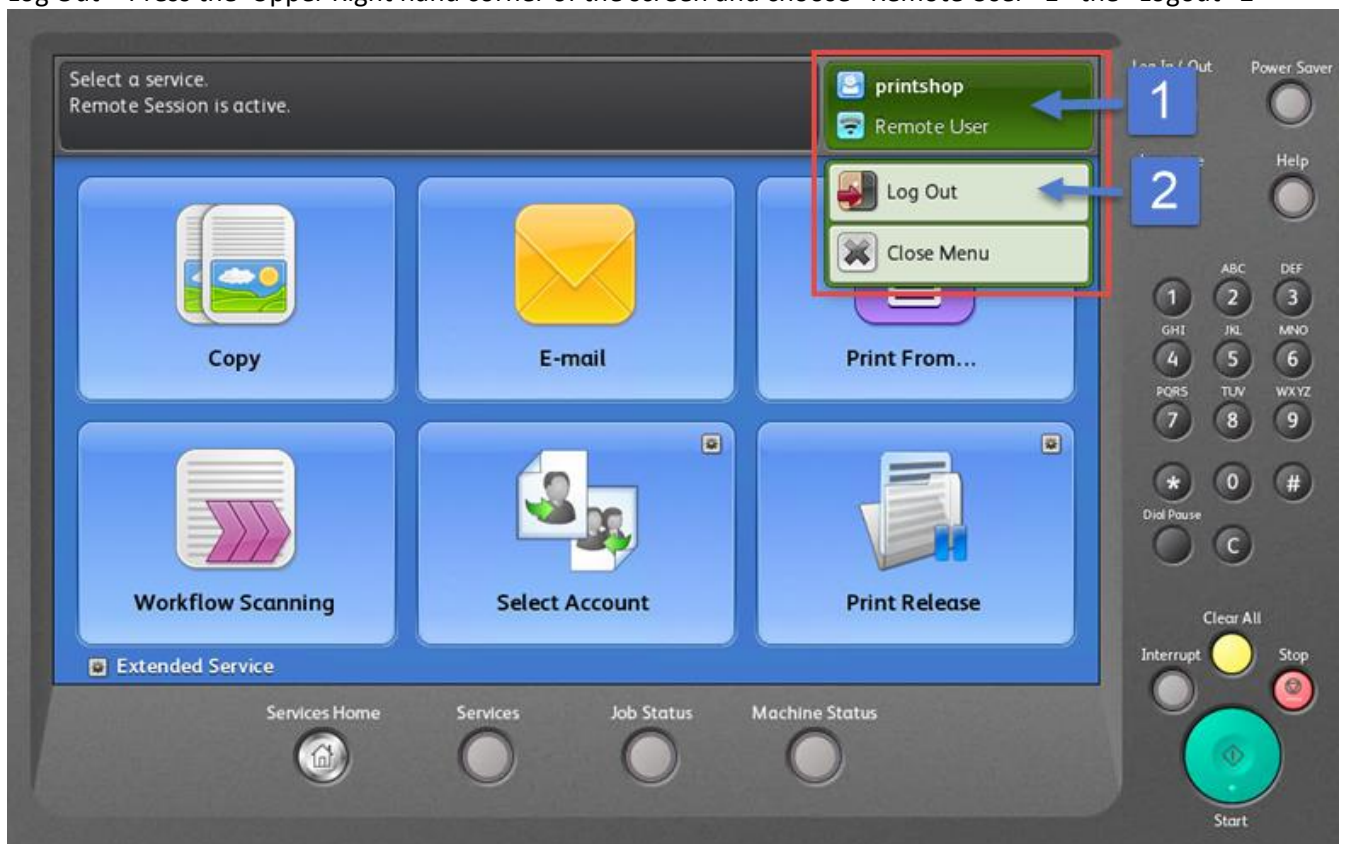 Log Out – Press the Upper Right hand corner of the screen and choose "Remote User" 1 the "Logout" 2
Select a service.
Remote Session is active.
printshop
Remote User
1
Out
Power Saver
Log Out
2
Help
Close Menu
Copy
E-mail
Print From...
Workflow Scanning
Select Account
Print Release
Extended Service
Services Home
Services
Job Status
Machine Status
ABC
DEF
1
2
3
GHI
JKL
MNO
4
5
6
PQRS
TUV
WXYZ
7
8
9
*
0
#
Dial Pause
C
Clear All
Interrupt
Stop
Start